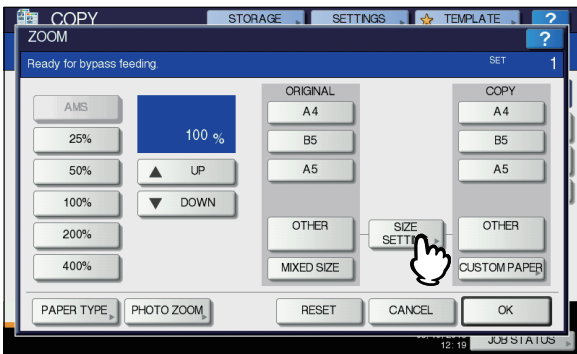 COPY STORAGE SETTINGS TEMPLATE ?
ZOOM ?
Ready for bypass feeding. SET 1
ORIGINAL COPY
AMS
100 %
A4 A4
25% B5 B5
50% UP A5 A5
100% DOWN
200% OTHER SIZE OTHER
400% MIXED SIZE CUSTOM PAPER
PAPER TYPE PHOTO ZOOM RESET CANCEL OK
12:19 JOB STATUS